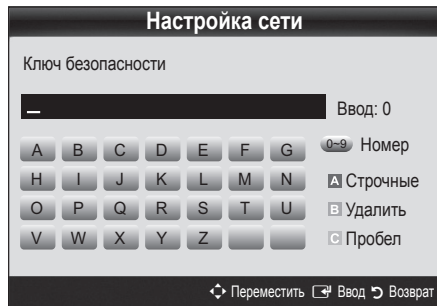 Настройка сети
Ключ безопасности
Ввод: 0
A B C D E F G 0~9 Номер
H I J K L M N A Строчные
O P Q R S T U B Удалить
V W X Y Z C Пробел
Переместить Ввод Возврат